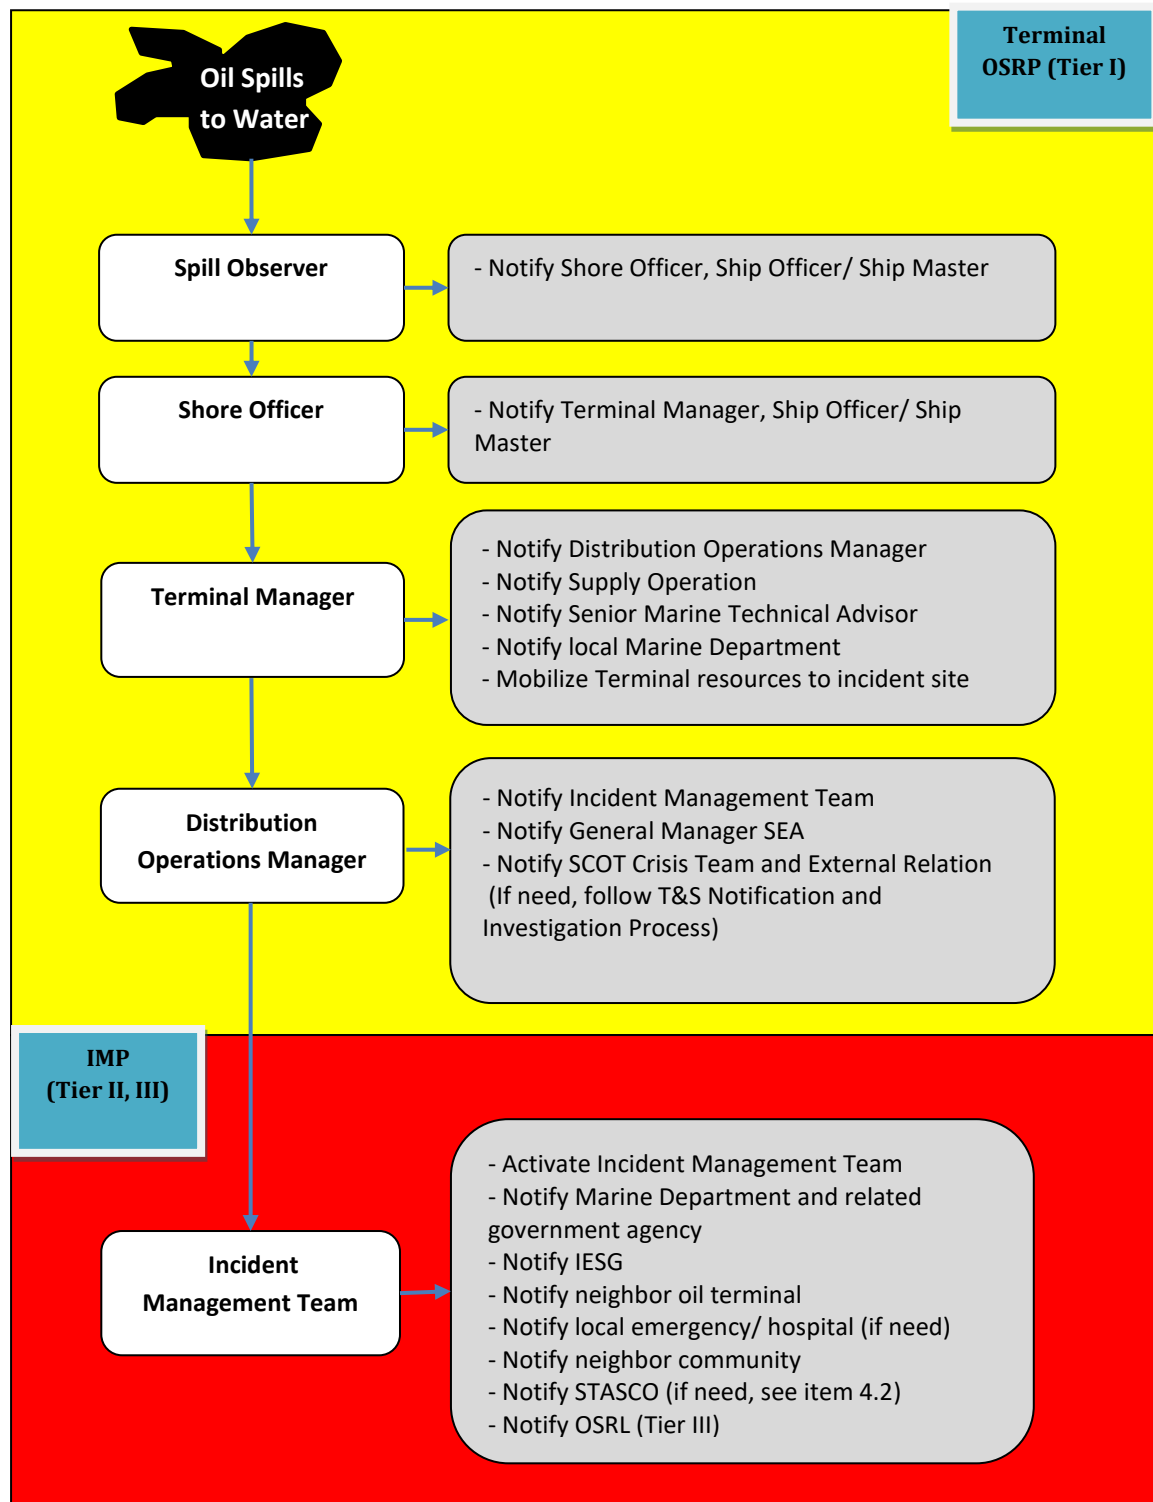 Terminal
OSRP (Tier I)
Oil Spills
to Water
Spill Observer
- Notify Shore Officer, Ship Officer/ Ship Master
Shore Officer
- Notify Terminal Manager, Ship Officer/ Ship
Master
Terminal Manager
- Notify Distribution Operations Manager
- Notify Supply Operation
- Notify Senior Marine Technical Advisor
- Notify local Marine Department
- Mobilize Terminal resources to incident site
Distribution
Operations Manager
- Notify Incident Management Team
- Notify General Manager SEA
- Notify SCOT Crisis Team and External Relation
(If need, follow T&S Notification and
Investigation Process)
IMP
(Tier II, III)
Incident
Management Team
- Activate Incident Management Team
- Notify Marine Department and related
government agency
- Notify IESG
- Notify neighbor oil terminal
- Notify local emergency/ hospital (if need)
- Notify neighbor community
- Notify STASCO (if need, see item 4.2)
- Notify OSRL (Tier III)